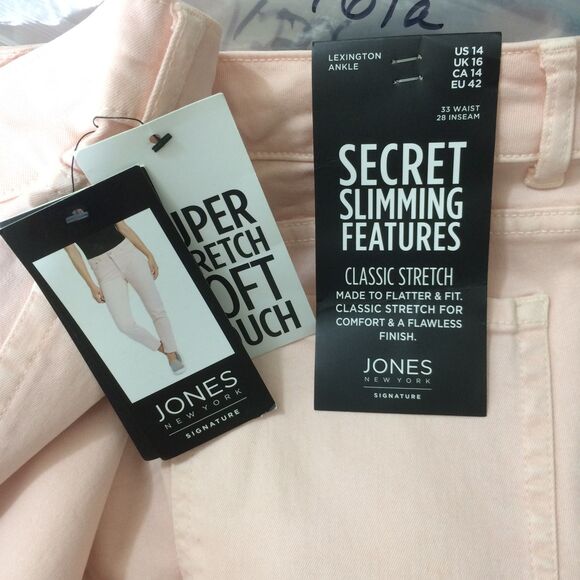 LEXINGTON
ANKLE
US 14
UK 16
CA 14
EU 42
33 WAIST
28 INSEAM
SECRET
SLIMMING
FEATURES
CLASSIC STRETCH
MADE TO FLATTER & FIT.
CLASSIC STRETCH FOR
COMFORT & A FLAWLESS
FINISH.
JONES
NEW YORK
SIGNATURE
UPER
RETCH
OFT
OUCH
JONES
NEW YORK
SIGNATURE